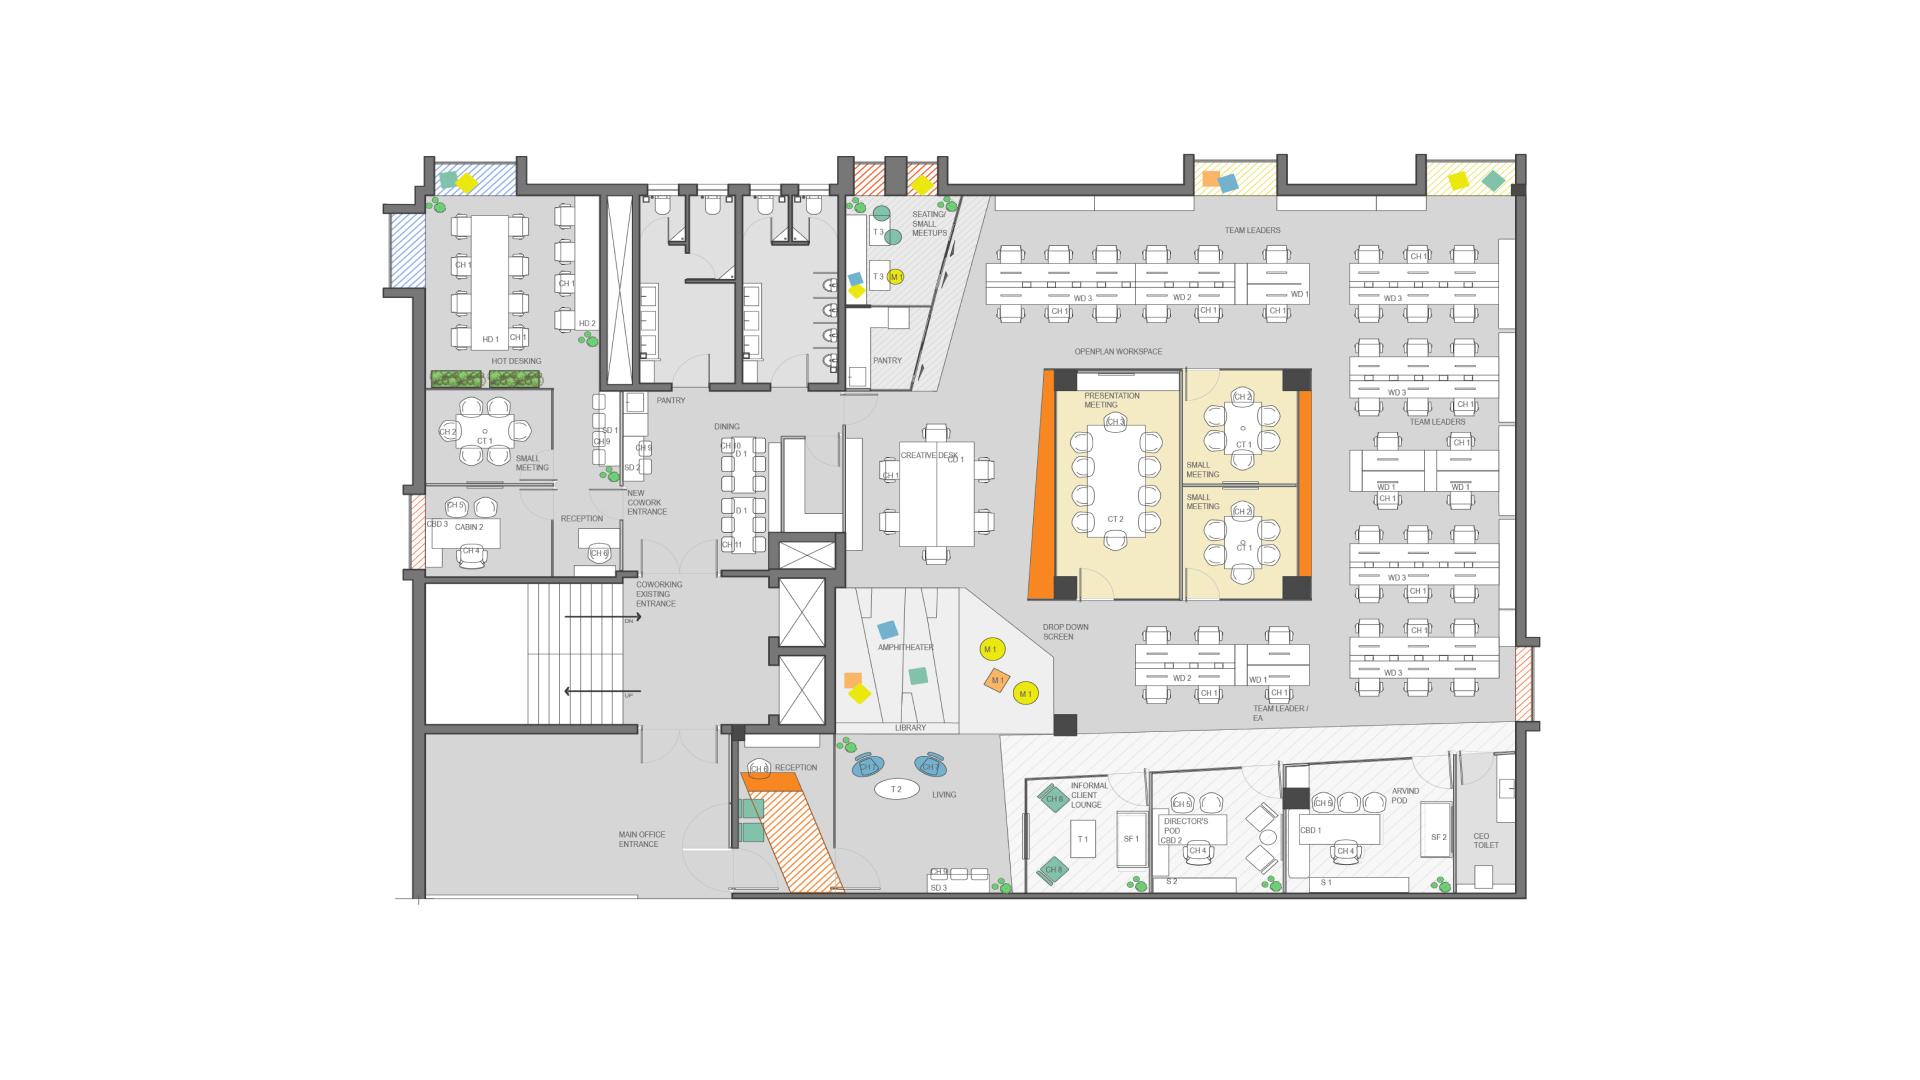 SEATING/
SMALL
MEETUPS
T 3
T 3
M 1
TEAM LEADERS
CH 1
CH 1
HD 1
CH 1
CH 1
HD 2
HOT DESKING
PANTRY
WD 3
WD 2
WD 1
CH 1
CH 1
CH 1
CH 1
WD 3
OPENPLAN WORKSPACE
WD 3
CH 1
TEAM LEADERS
CH 1
WD 1
WD 1
CH 1
WD 3
CH 1
CH 1
WD 3
PANTRY
DINING
CH 2
CT 1
SMALL
MEETING
SD 1
CH 9
CH 9
SD 2
CH 10
D 1
D 1
CH 11
NEW
COWORK
ENTRANCE
RECEPTION
CH 6
CH 5
CBD 3
CABIN 2
CH 4
CREATIVE DESK
CD 1
CH 1
PRESENTATION
MEETING
CH 3
CT 2
CH 2
CT 1
SMALL
MEETING
SMALL
MEETING
CH 2
CT 1
COWORKING
EXISTING
ENTRANCE
DN
UP
DROP DOWN
SCREEN
AMPHITHEATER
M 1
M 1
M 1
LIBRARY
WD 2
WD 1
CH 1
CH 1
TEAM LEADER /
EA
CH 6
RECEPTION
CH 7
CH 7
T 2
LIVING
MAIN OFFICE
ENTRANCE
SD 3
INFORMAL
CLIENT
LOUNGE
CH 8
T 1
SF 1
CH 8
CH 5
DIRECTOR'S
POD
CBD 2
CH 4
S 2
ARVIND
POD
CH 5
CBD 1
CH 4
SF 2
S 1
CEO
TOILET